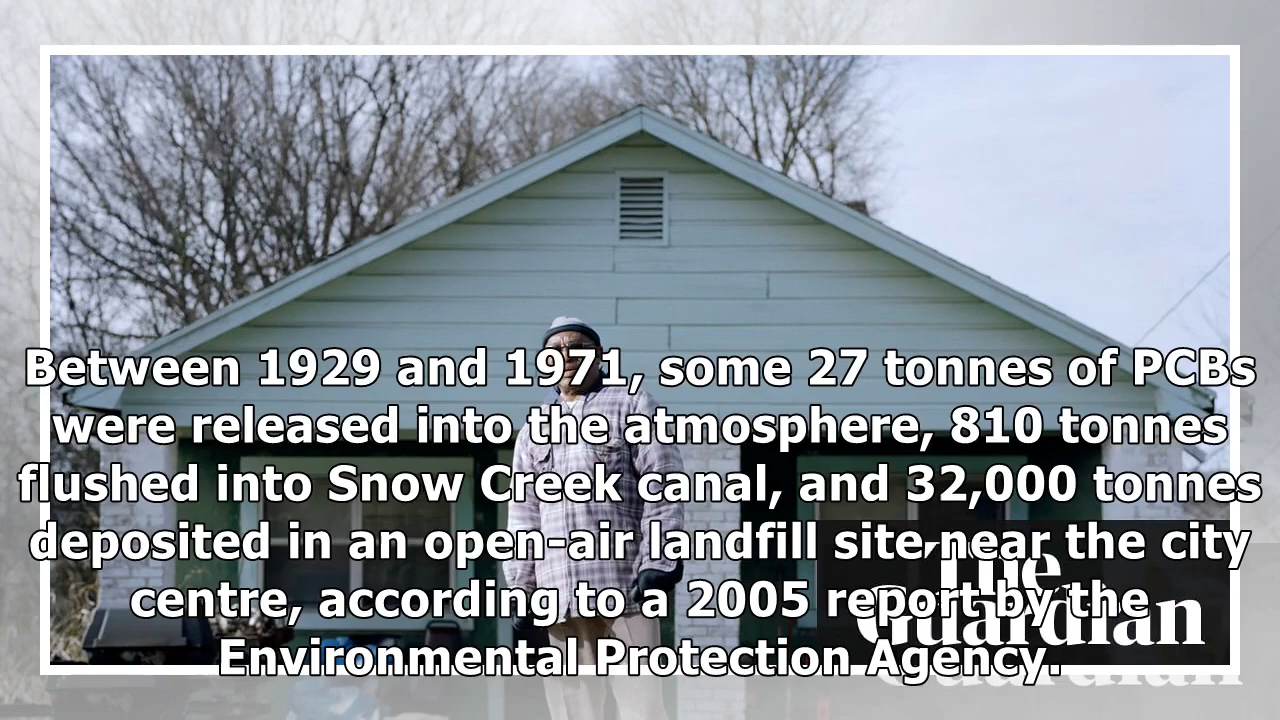 Between 1929 and 1971, some 27 tonnes of PCBs
were released into the atmosphere, 810 tonnes
flushed into Snow Creek canal, and 32,000 tonnes
deposited in an open-air landfill site near the city
centre, according to a 2005 report by the
Environmental Protection Agency.
The
Guardian